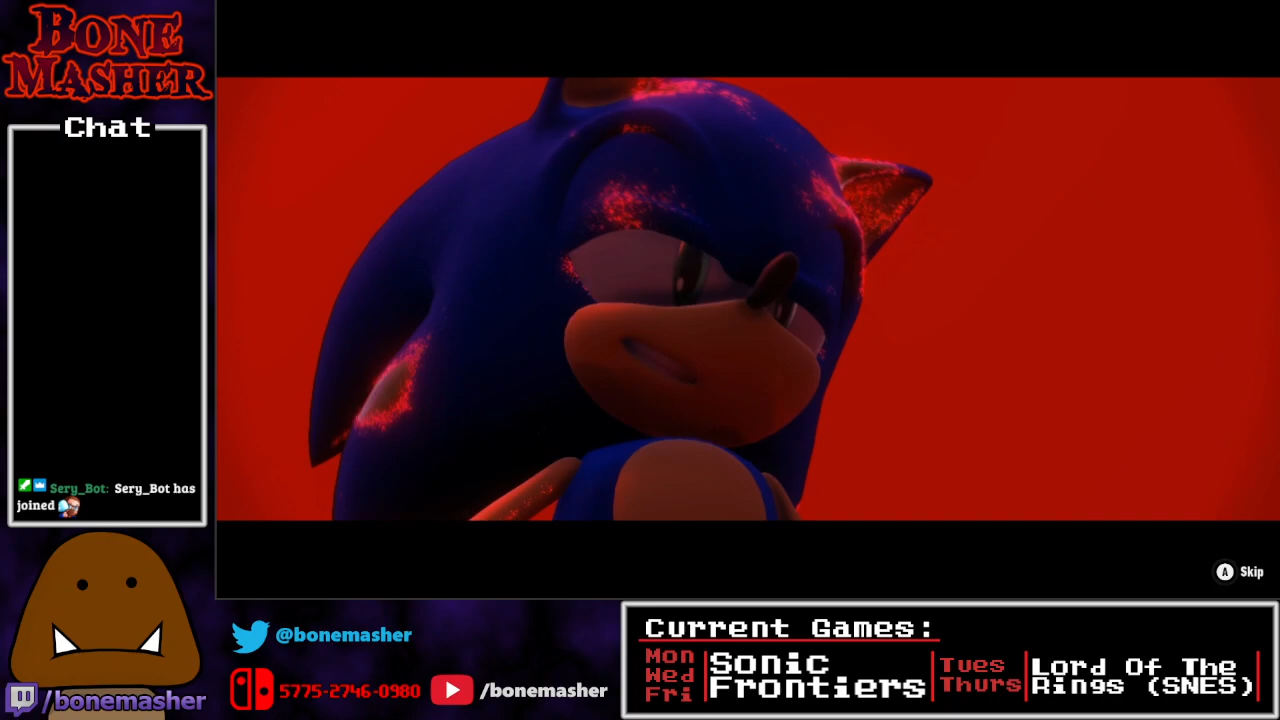 BONE
MASHER
Chat
Sery_Bot: Sery_Bot has
joined
A Skip
@bonemasher
5775-2746-0980
/bonemasher
/bonemasher
Current Games:
Mon
Wed
Fri
Sonic
Frontiers
Tues
Thurs
Lord Of The
Rings (SNES)